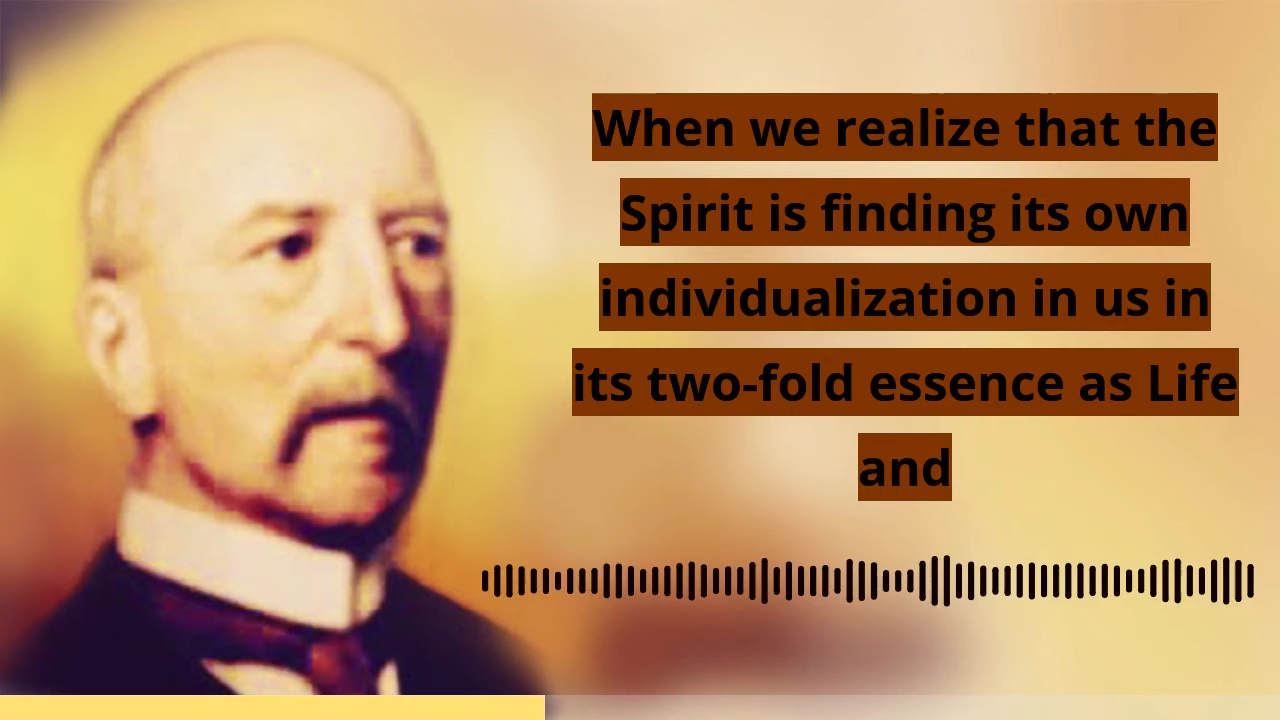 When we realize that the
Spirit is finding its own
individualization in us in
its two-fold essence as Life
and